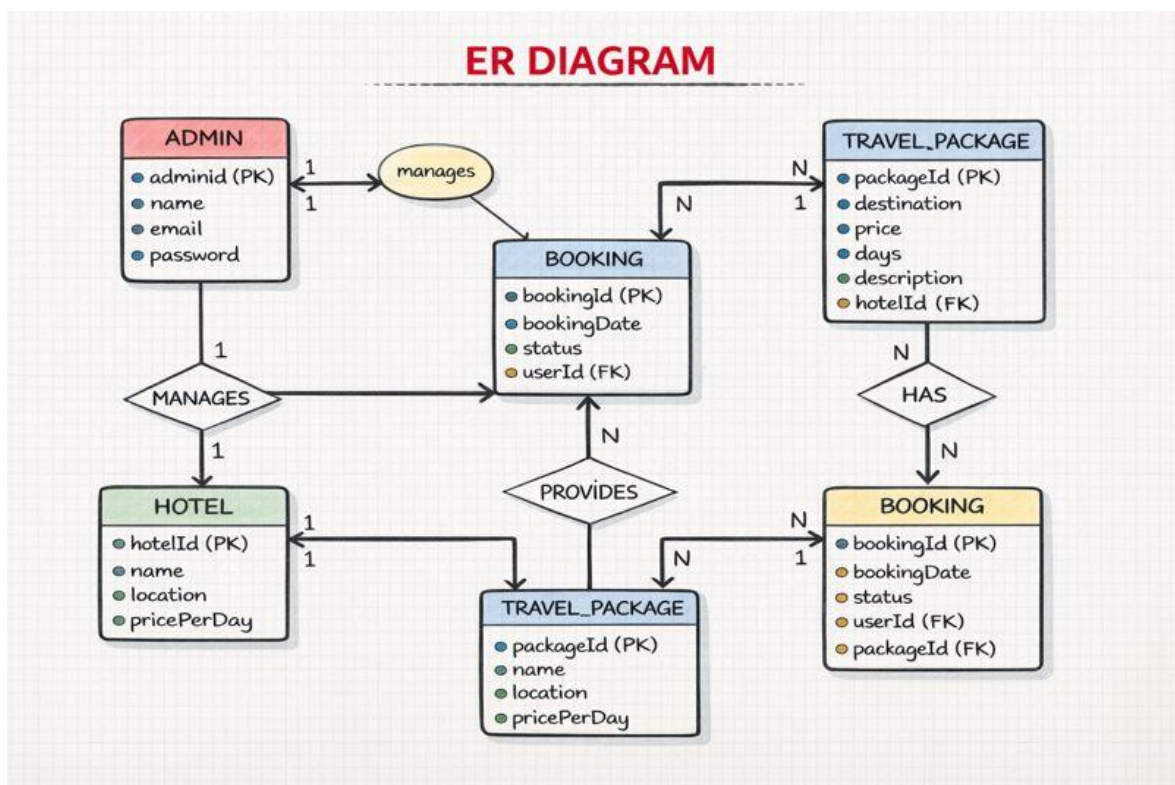 ER DIAGRAM
ADMIN
adminid (PK)
name
email
password
1
1
manages
BOOKING
bookingId (PK)
bookingDate
status
userId (FK)
N
N
1
TRAVEL_PACKAGE
packageId (PK)
destination
price
days
description
hotelId (FK)
1
MANAGES
1
N
PROVIDES
N
HAS
N
HOTEL
hotelId (PK)
name
location
pricePerDay
1
1
TRAVEL_PACKAGE
packageId (PK)
name
location
pricePerDay
N
N
1
BOOKING
bookingId (PK)
bookingDate
status
userId (FK)
packageId (FK)